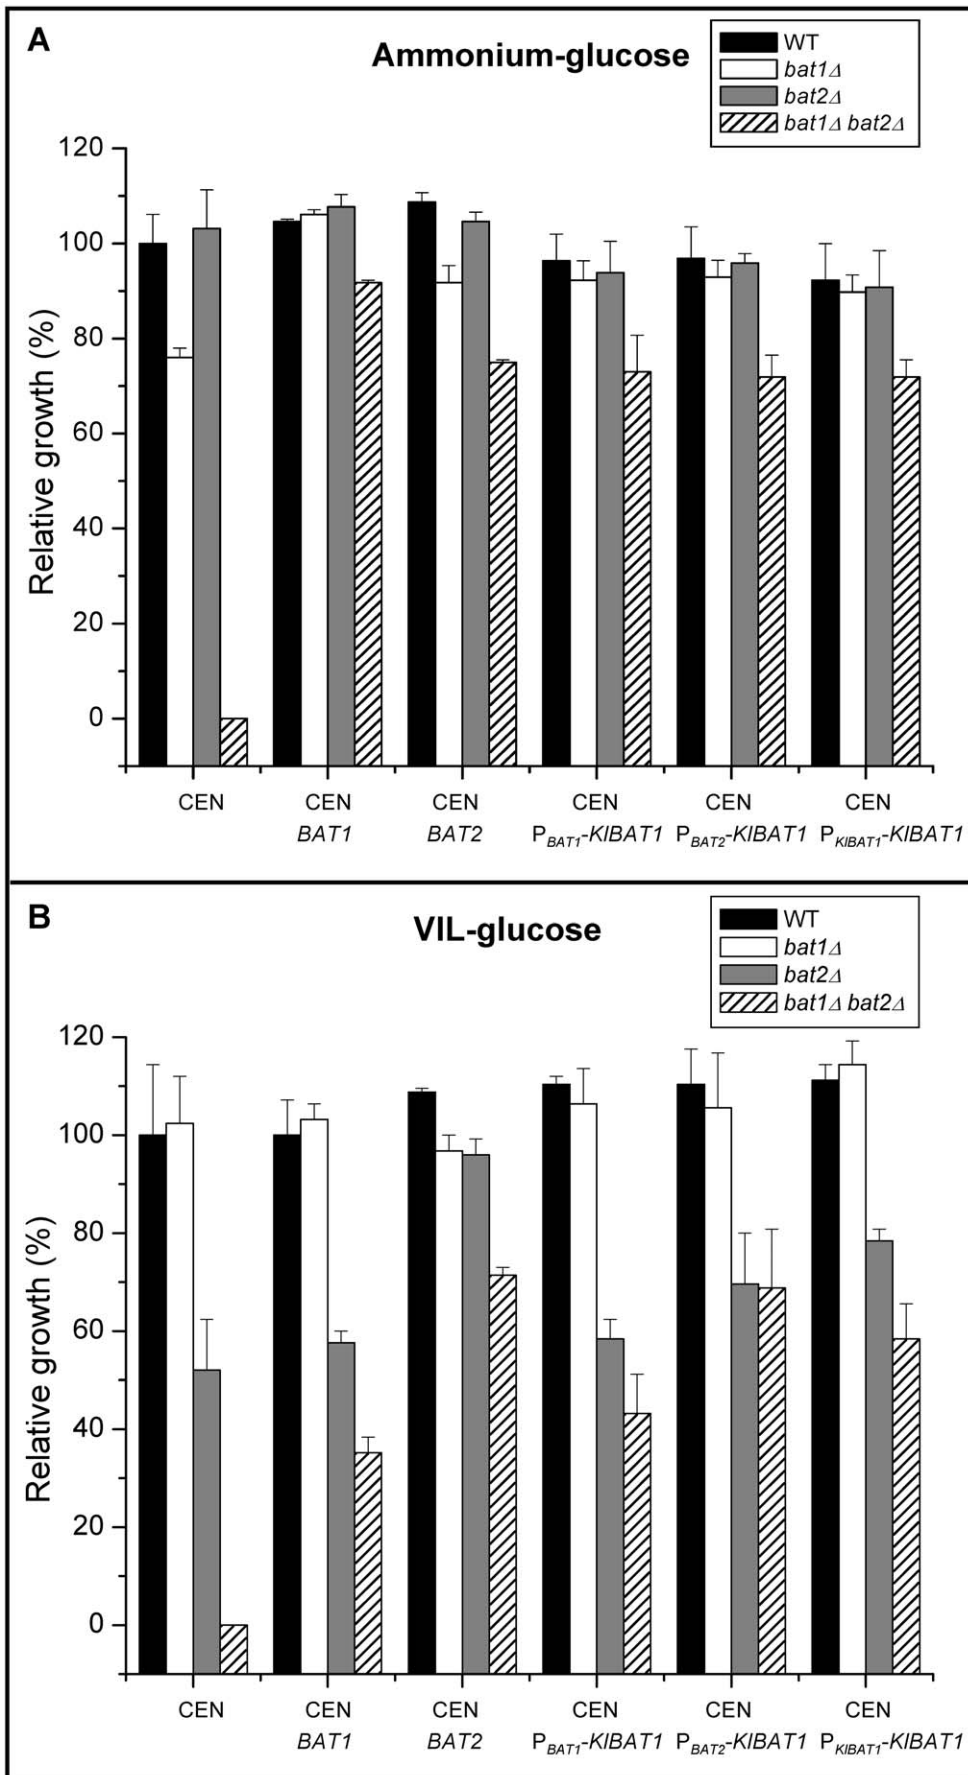 A
Ammonium-glucose
WT
bat1Δ
bat2Δ
bat1Δ bat2Δ
Relative growth (%)
120
100
80
60
40
20
0
CEN CEN CEN CEN CEN CEN
BAT1 BAT2 PBAT1-KlBAT1 PBAT2-KlBAT1 PKlBAT1-KlBAT1
B
VIL-glucose
WT
bat1Δ
bat2Δ
bat1Δ bat2Δ
Relative growth (%)
120
100
80
60
40
20
0
CEN CEN CEN CEN CEN CEN
BAT1 BAT2 PBAT1-KlBAT1 PBAT2-KlBAT1 PKlBAT1-KlBAT1